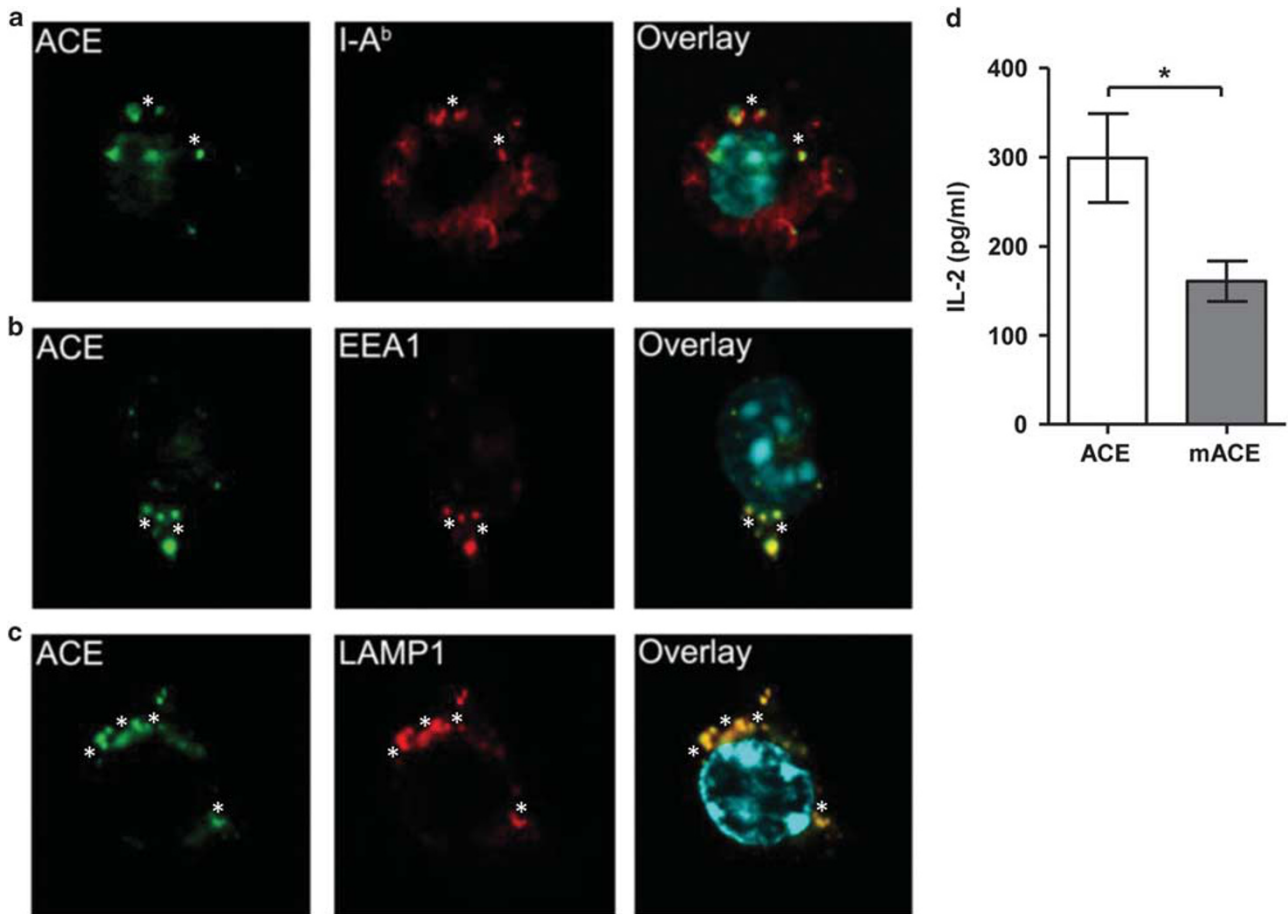 a
ACE
I-Aᵇ
Overlay
*
*
*
*
*
*
b
ACE
EEA1
Overlay
* *
* *
* *
c
ACE
LAMP1
Overlay
* * * *
* * * *
* * * *
d
*
IL-2 (pg/ml)
400
300
200
100
0
ACE mACE